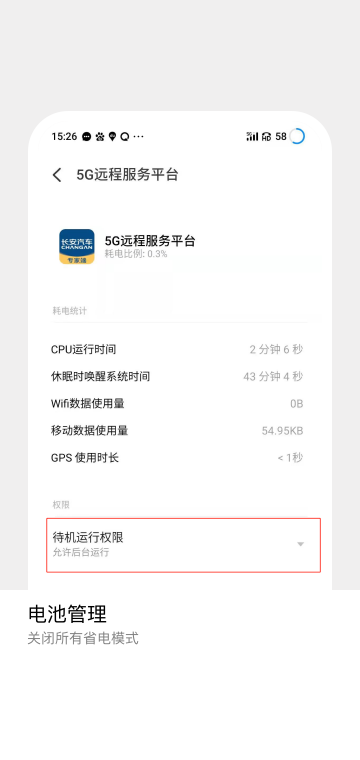 15:26 ··· 58
5G远程服务平台
长安汽车
CHANGAN
专家端
5G远程服务平台
耗电比例: 0.3%
耗电统计
CPU运行时间 2 分钟 6 秒
休眠时唤醒系统时间 43 分钟 4 秒
Wifi数据使用量 0B
移动数据使用量 54.95KB
GPS 使用时长 < 1秒
权限
待机运行权限
允许后台运行
电池管理
关闭所有省电模式